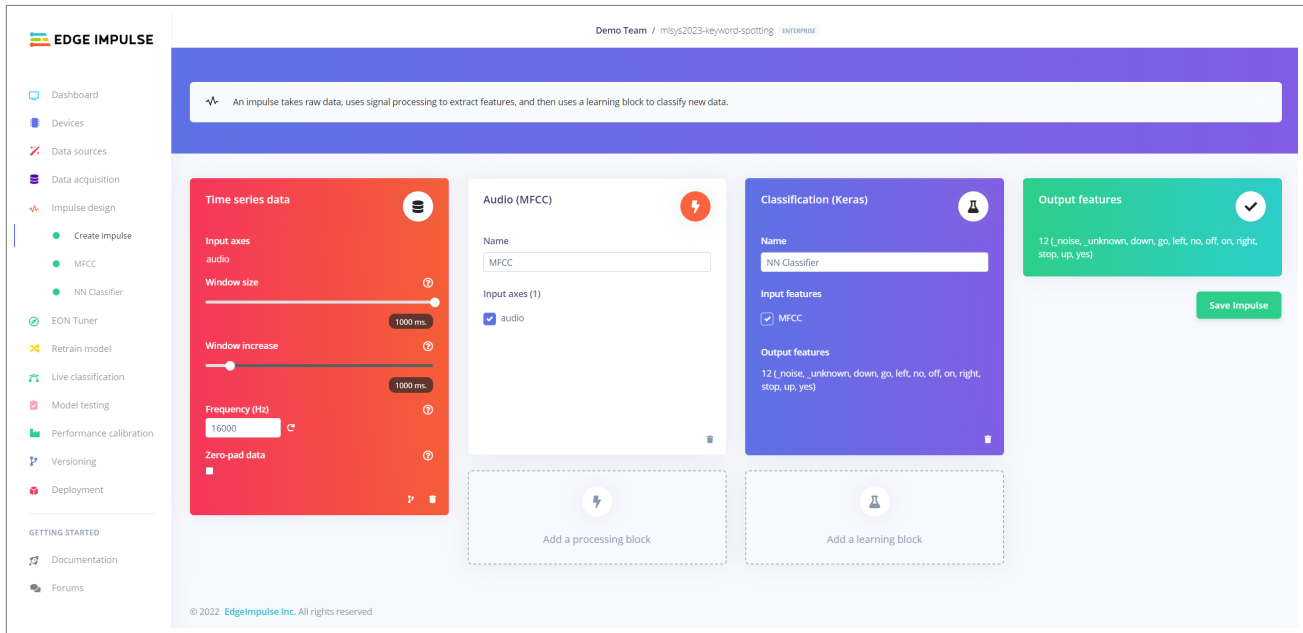 EDGE IMPULSE
Demo Team / mlsys2023-keyword-spotting ENTERPRISE
Dashboard
Devices
Data sources
Data acquisition
Impulse design
Create impulse
MFCC
NN Classifier
EON Tuner
Retrain model
Live classification
Model testing
Performance calibration
Versioning
Deployment
GETTING STARTED
Documentation
Forums
An impulse takes raw data, uses signal processing to extract features, and then uses a learning block to classify new data.
Time series data
Input axes
audio
Window size
1000 ms.
Window increase
1000 ms.
Frequency (Hz)
16000
Zero-pad data
Audio (MFCC)
Name
MFCC
Input axes (1)
audio
Add a processing block
Classification (Keras)
Name
NN Classifier
Input features
MFCC
Output features
12 (_noise, _unknown, down, go, left, no, off, on, right,
stop, up, yes)
Add a learning block
Output features
12 (_noise, _unknown, down, go, left, no, off, on, right,
stop, up, yes)
Save Impulse
© 2022 EdgeImpulse Inc. All rights reserved